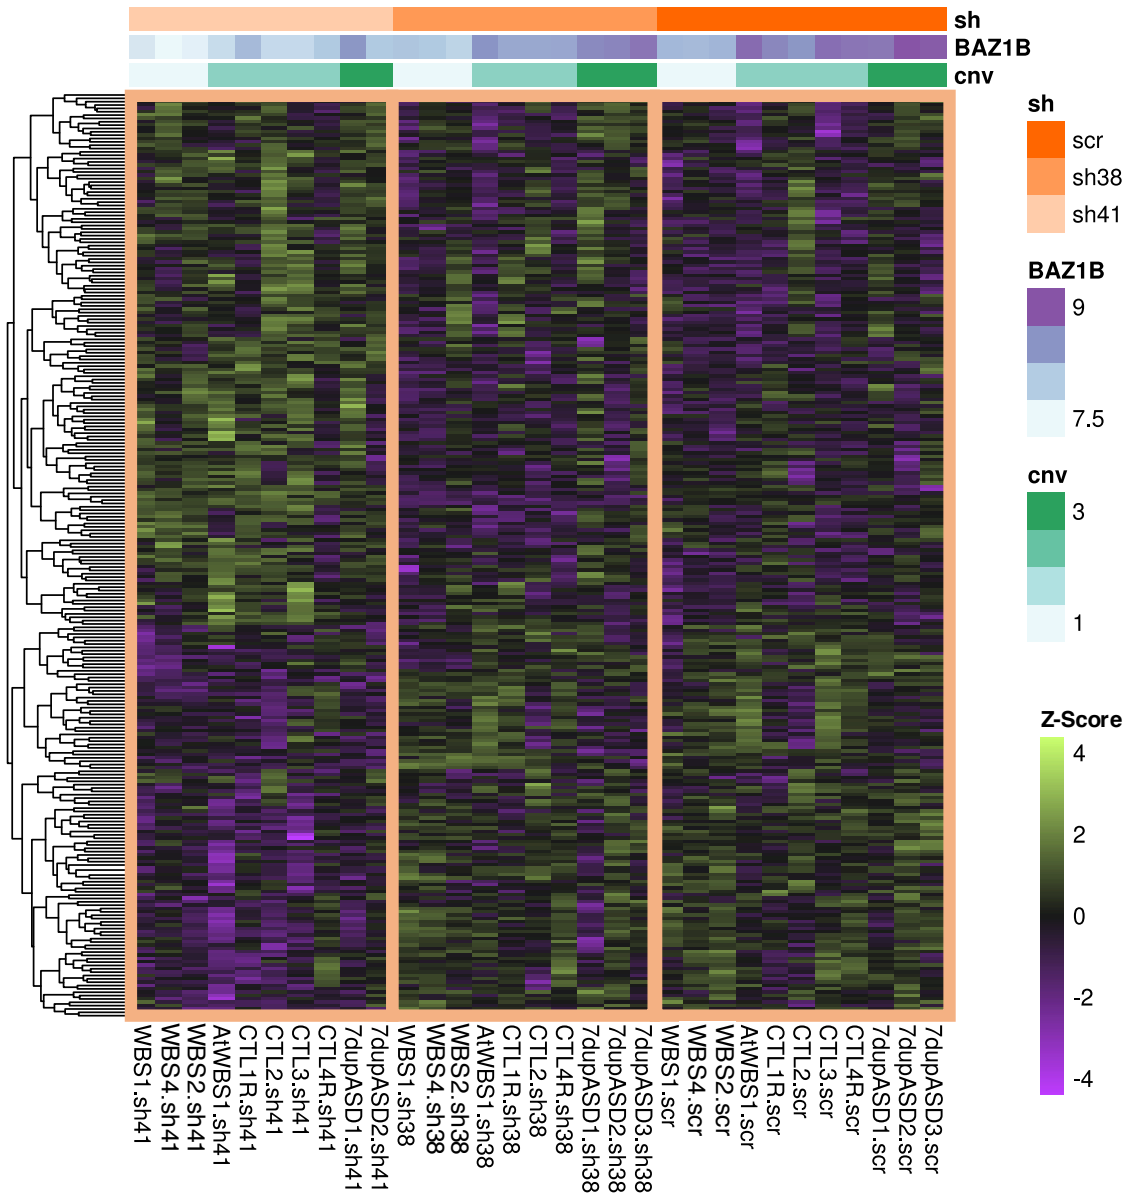 sh
BAZ1B
cnv
sh
scr
sh38
sh41
BAZ1B
9
7.5
cnv
3
1
Z-Score
4
2
0
-2
-4
WBS1.sh41
WBS4.sh41
WBS2.sh41
AtWBS1.sh41
CTL1R.sh41
CTL2.sh41
CTL3.sh41
CTL4R.sh41
7dupASD1.sh41
7dupASD2.sh41
WBS1.sh38
WBS4.sh38
WBS2.sh38
AtWBS1.sh38
CTL1R.sh38
CTL2.sh38
CTL4R.sh38
7dupASD1.sh38
7dupASD2.sh38
7dupASD3.sh38
WBS1.scr
WBS4.scr
WBS2.scr
AtWBS1.scr
CTL1R.scr
CTL2.scr
CTL3.scr
CTL4R.scr
7dupASD1.scr
7dupASD2.scr
7dupASD3.scr